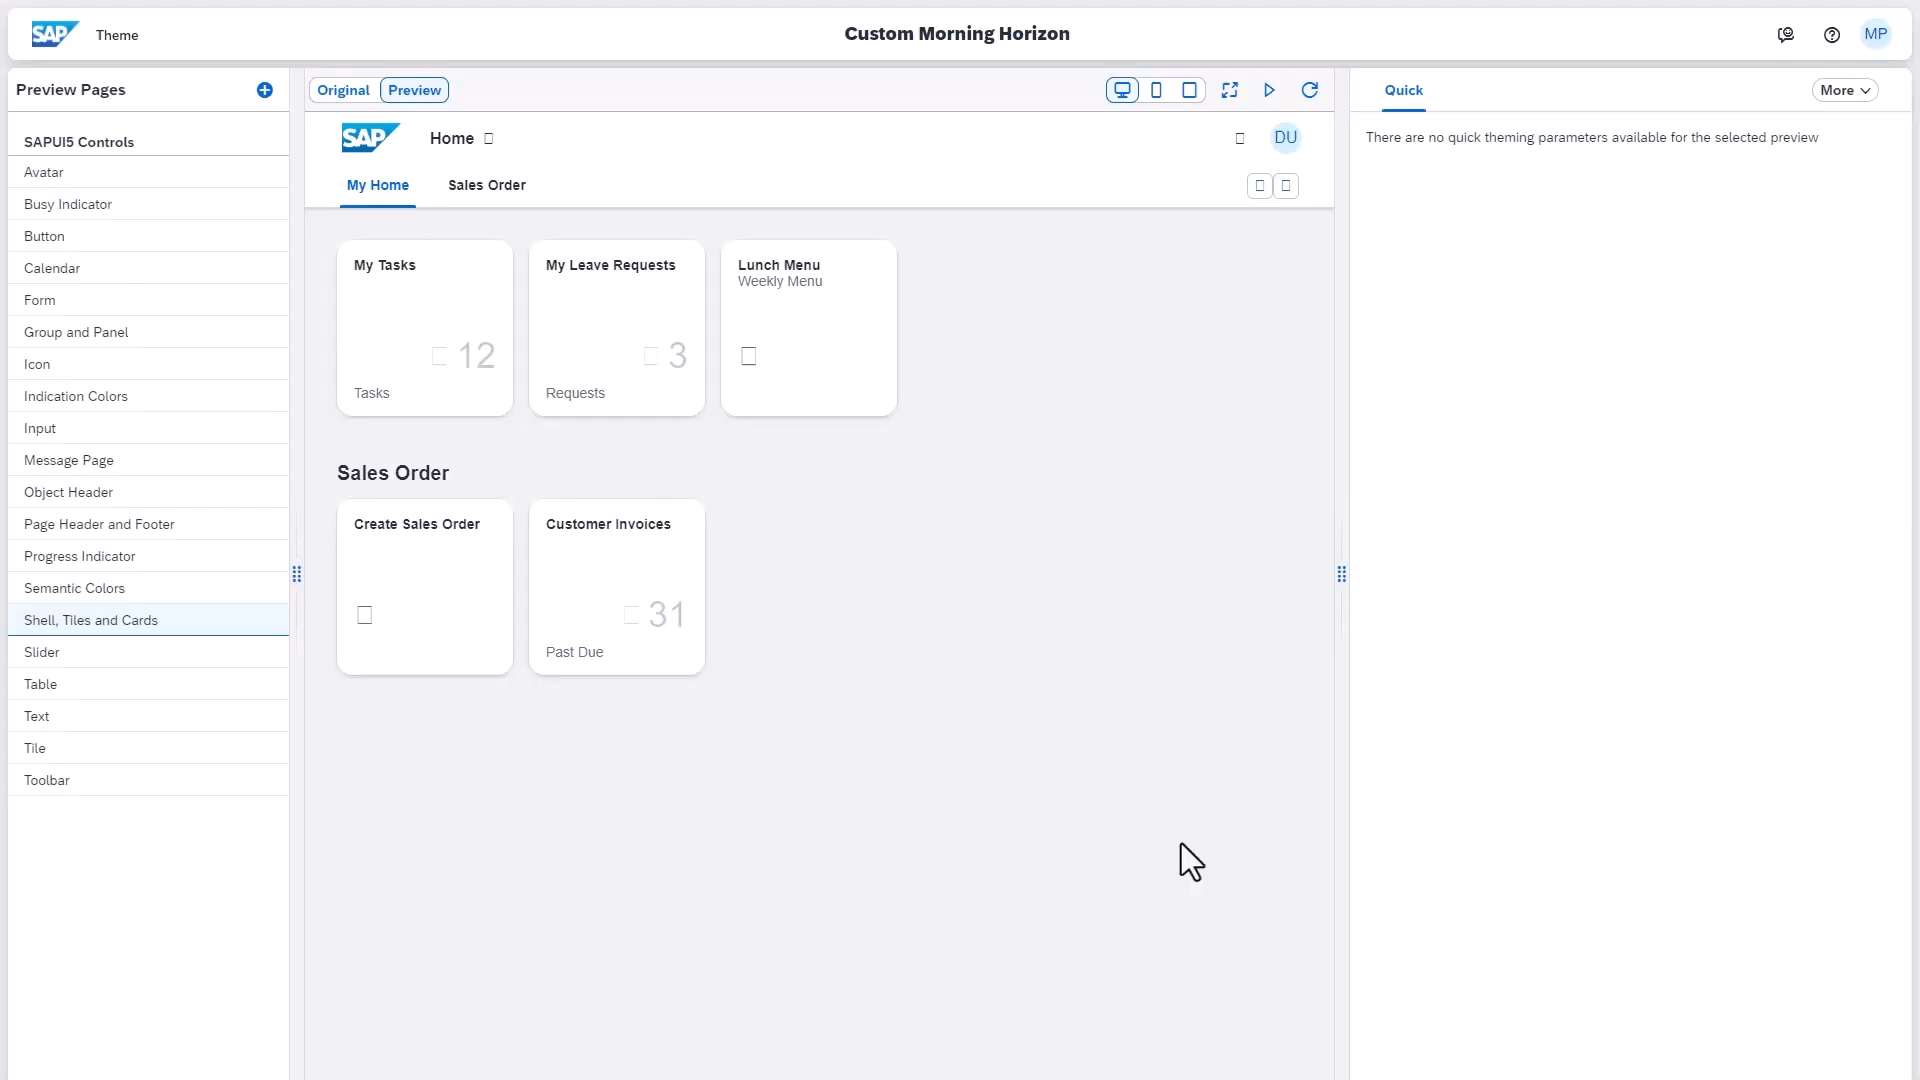 SAP
Theme
Custom Morning Horizon
MP
Preview Pages
SAPUI5 Controls
Avatar
Busy Indicator
Button
Calendar
Form
Group and Panel
Icon
Indication Colors
Input
Message Page
Object Header
Page Header and Footer
Progress Indicator
Semantic Colors
Shell, Tiles and Cards
Slider
Table
Text
Tile
Toolbar
Original
Preview
SAP
Home
DU
My Home
Sales Order
My Tasks
12
Tasks
My Leave Requests
3
Requests
Lunch Menu
Weekly Menu
Sales Order
Create Sales Order
Customer Invoices
31
Past Due
Quick
More
There are no quick theming parameters available for the selected preview